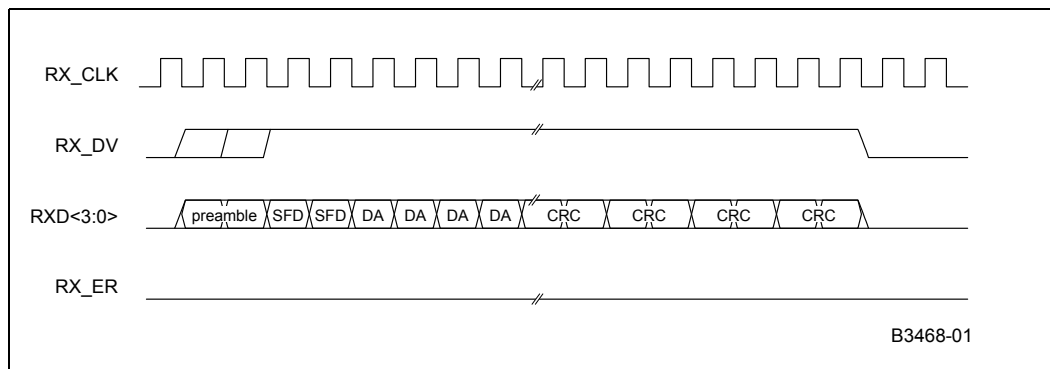 RX_CLK
RX_DV
RXD<3:0> preamble SFD SFD DA DA DA DA CRC CRC CRC CRC
RX_ER
B3468-01